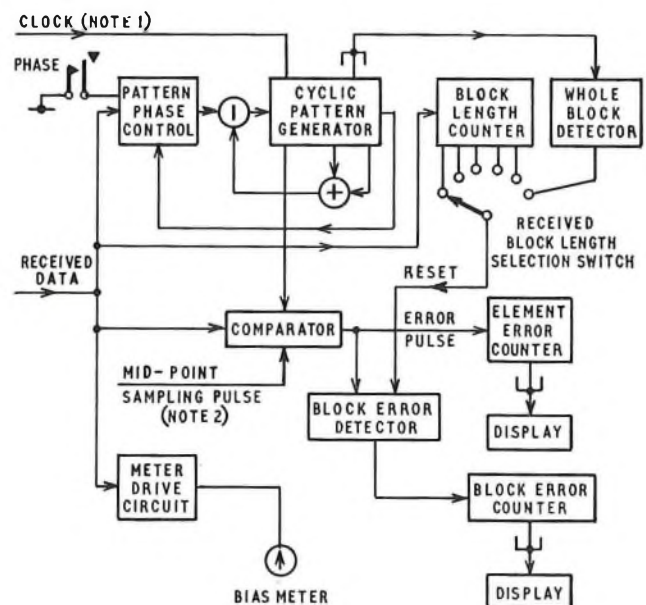 CLOCK (NOTE 1)
PHASE
PATTERN
PHASE
CONTROL
I
CYCLIC
PATTERN
GENERATOR
BLOCK
LENGTH
COUNTER
WHOLE
BLOCK
DETECTOR
+
RECEIVED
BLOCK LENGTH
SELECTION SWITCH
RECEIVED
DATA
RESET
COMPARATOR
ERROR
PULSE
ELEMENT
ERROR
COUNTER
MID-POINT
SAMPLING PULSE
(NOTE 2)
BLOCK ERROR
DETECTOR
DISPLAY
METER
DRIVE
CIRCUIT
BLOCK ERROR
COUNTER
BIAS METER
DISPLAY